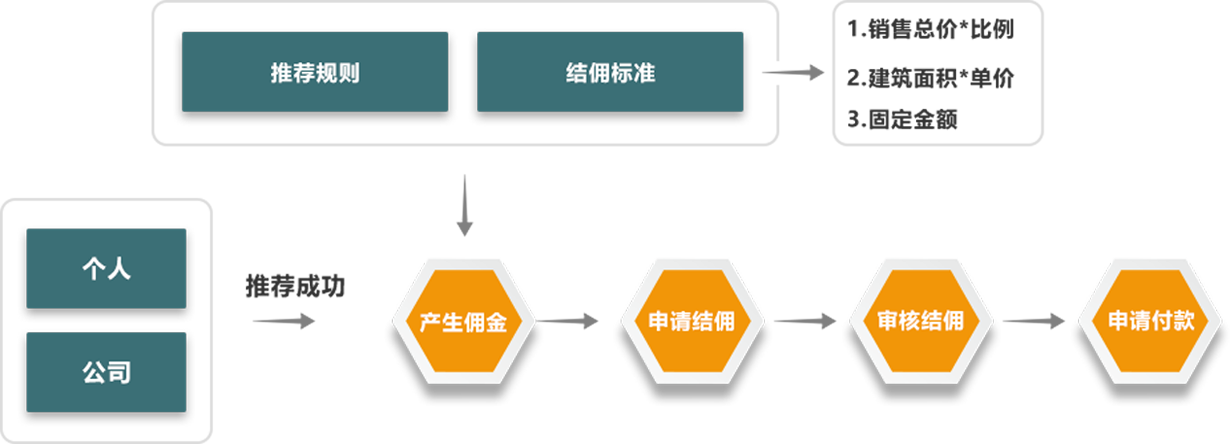 推荐规则
结佣标准
1.销售总价*比例
2.建筑面积*单价
3.固定金额
个人
公司
推荐成功
产生佣金
申请结佣
审核结佣
申请付款